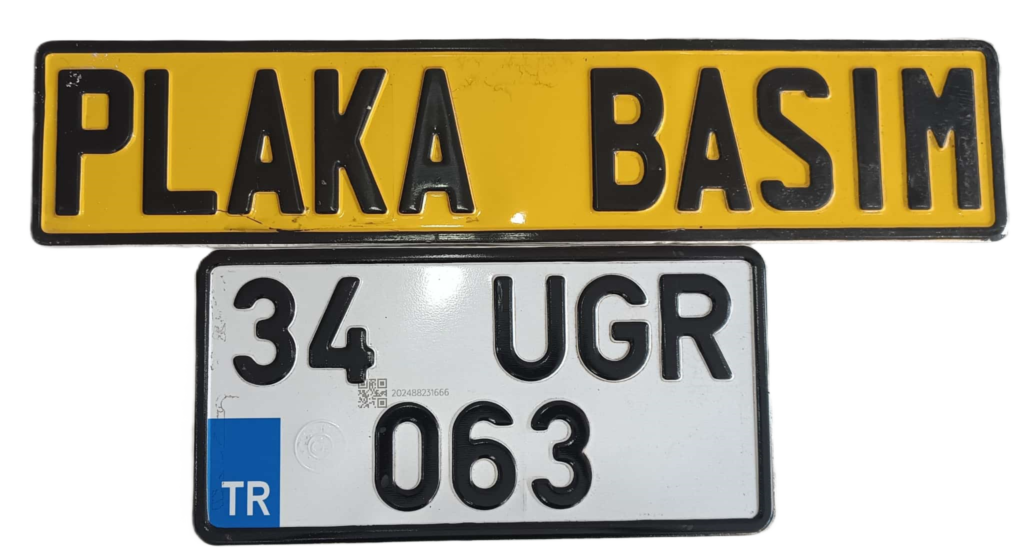 PLAKA BASIM
34 UGR
202488231666
063
TR